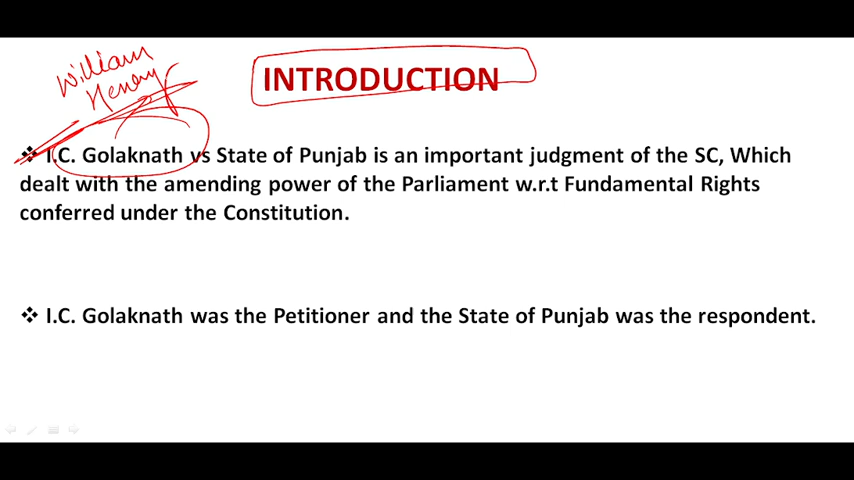 William
Henry
INTRODUCTION
❖ I.C. Golaknath vs State of Punjab is an important judgment of the SC, Which
dealt with the amending power of the Parliament w.r.t Fundamental Rights
conferred under the Constitution.
❖ I.C. Golaknath was the Petitioner and the State of Punjab was the respondent.